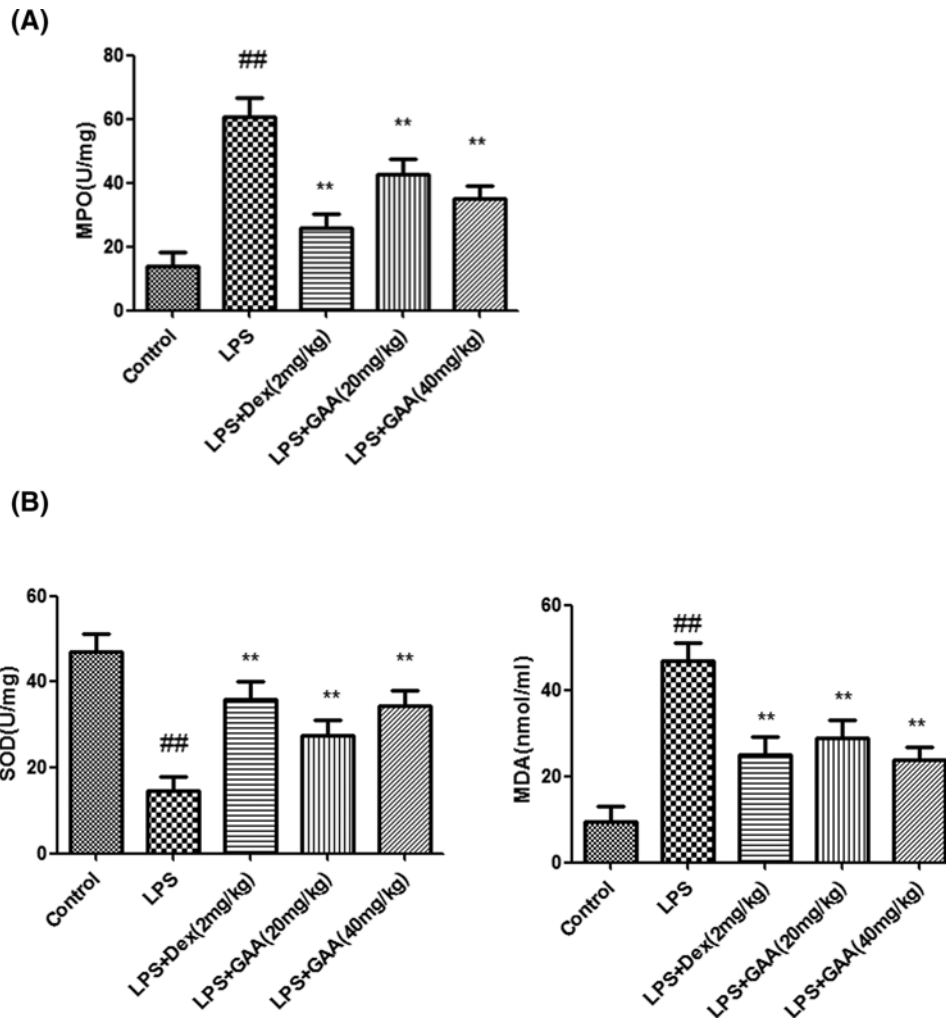 (A)
MPO(U/mg)
80
60
40
20
0
##
**
**
**
Control
LPS
LPS+Dex(2mg/kg)
LPS+GAA(20mg/kg)
LPS+GAA(40mg/kg)
(B)
SOD(U/mg)
60
40
20
0
##
**
**
**
Control
LPS
LPS+Dex(2mg/kg)
LPS+GAA(20mg/kg)
LPS+GAA(40mg/kg)
MDA(nmol/ml)
60
40
20
0
##
**
**
**
Control
LPS
LPS+Dex(2mg/kg)
LPS+GAA(20mg/kg)
LPS+GAA(40mg/kg)